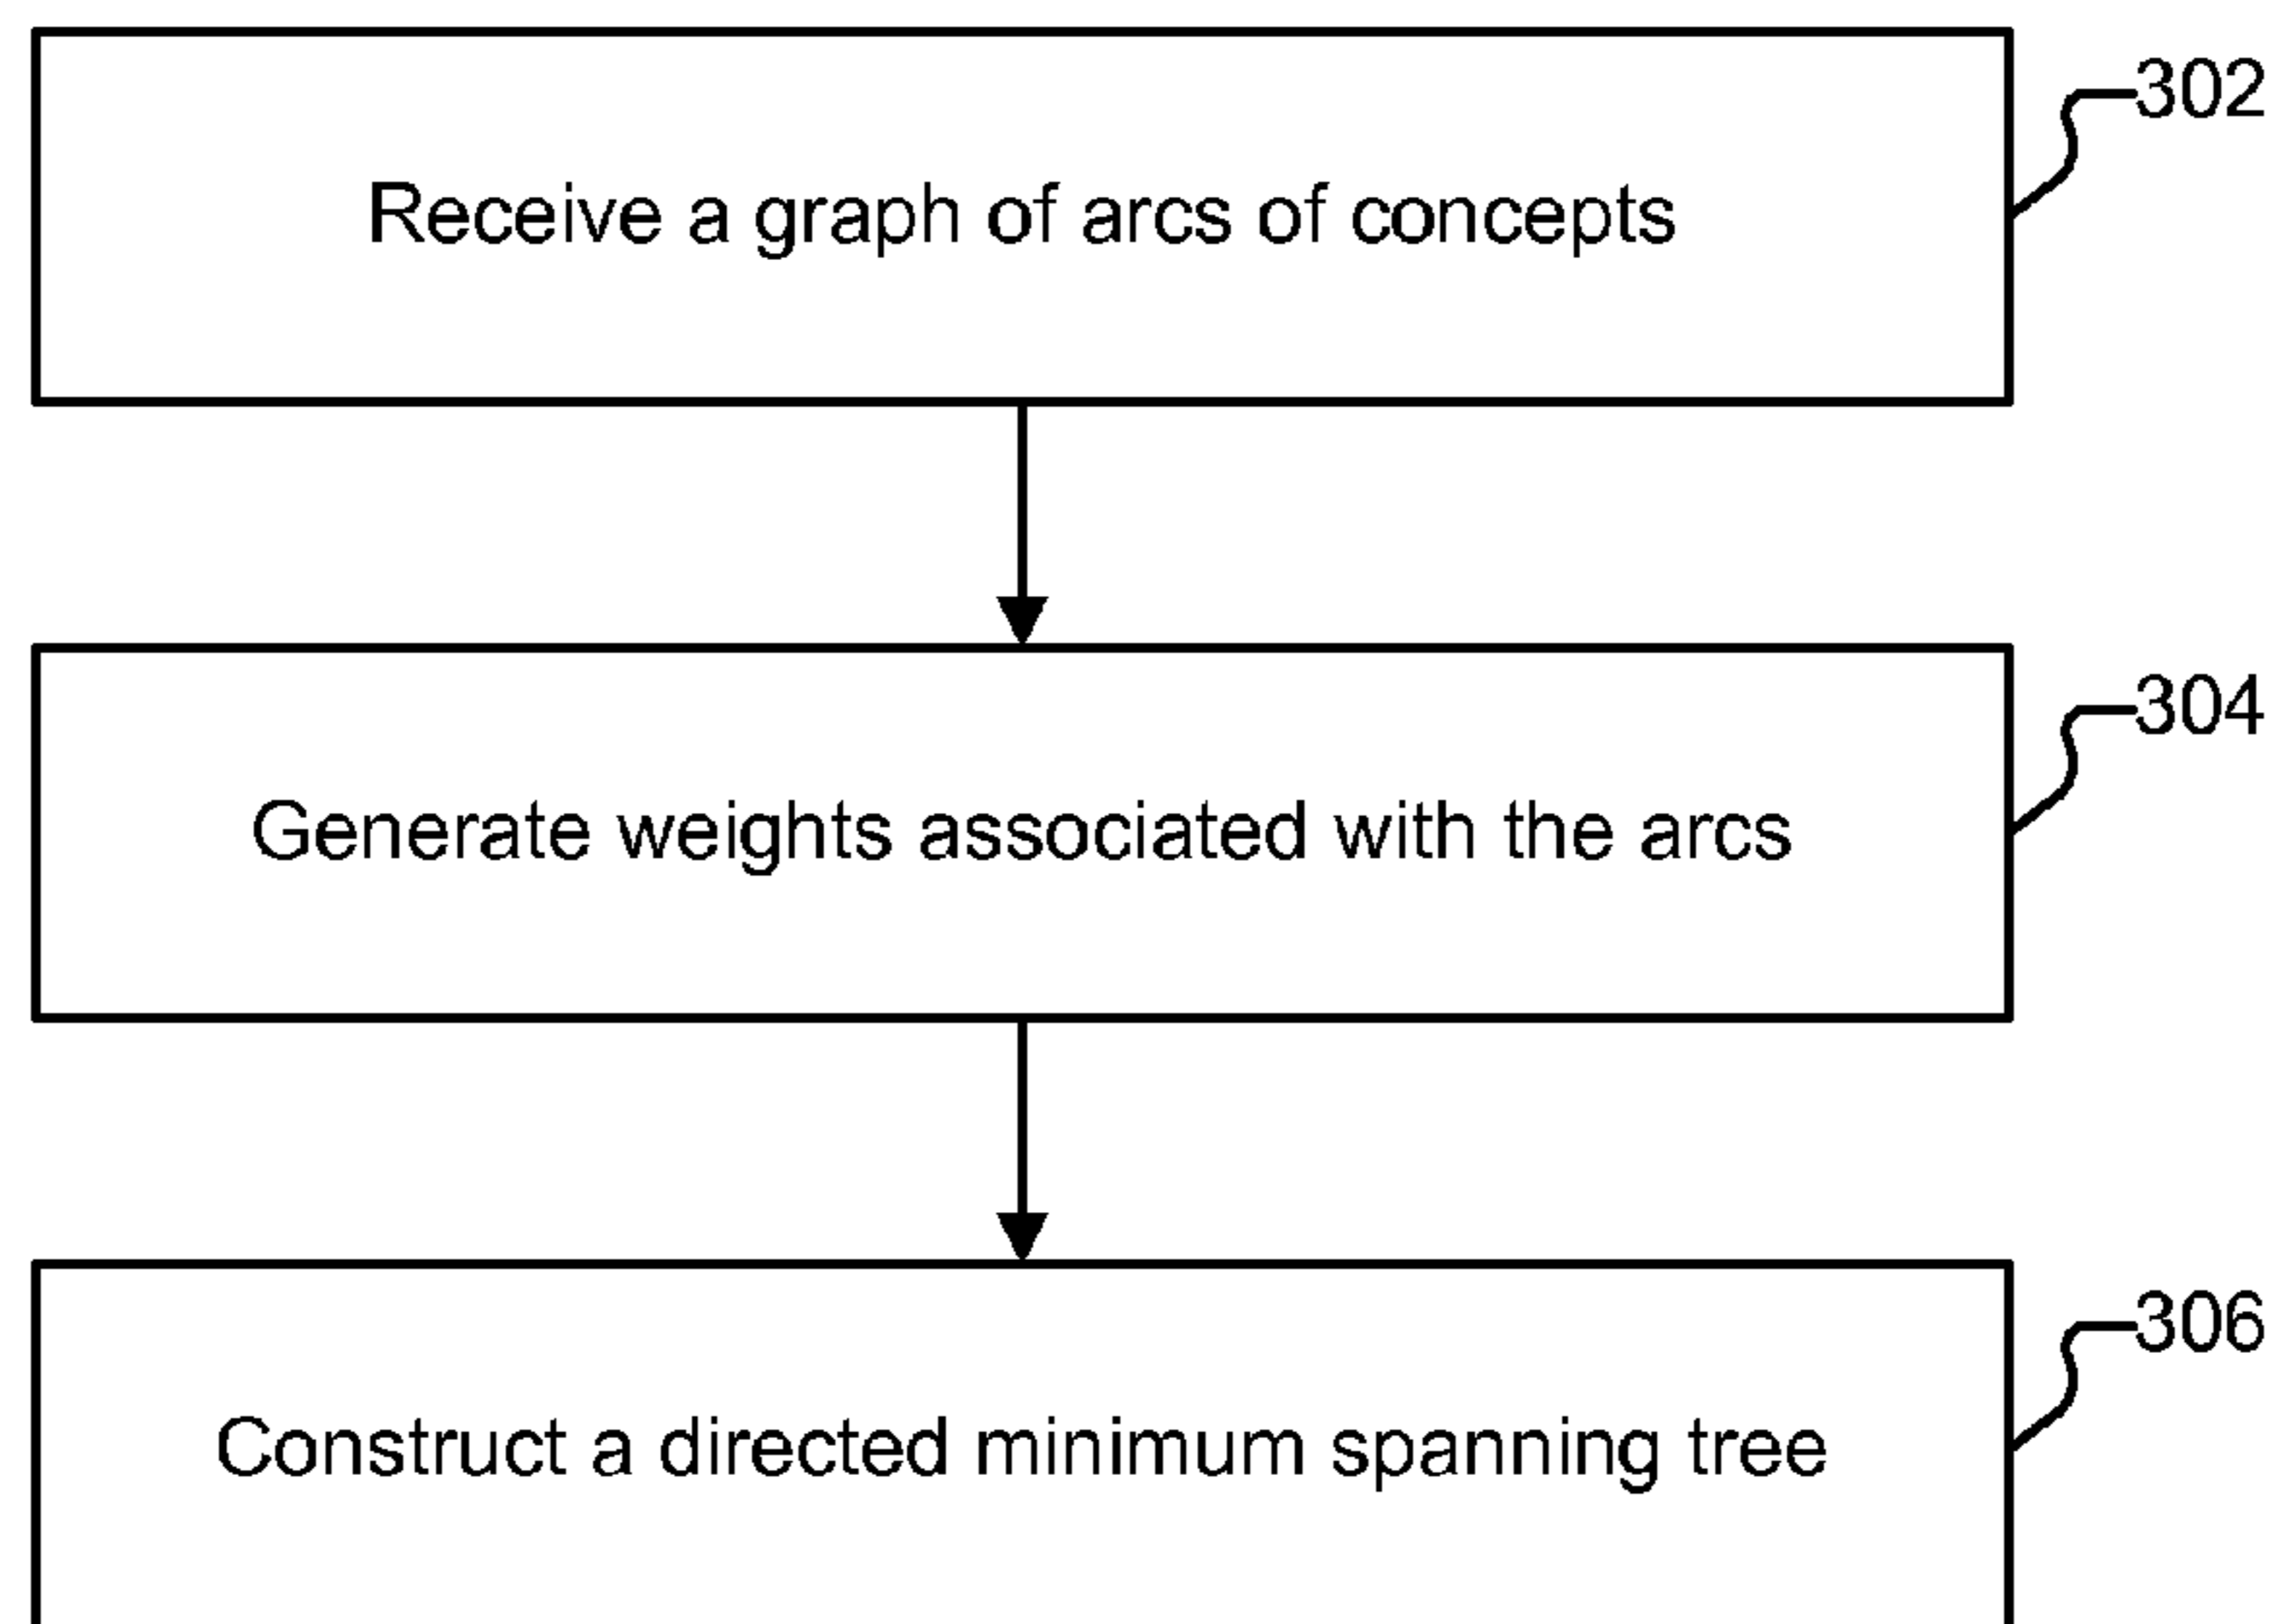 302
Receive a graph of arcs of concepts
304
Generate weights associated with the arcs
306
Construct a directed minimum spanning tree